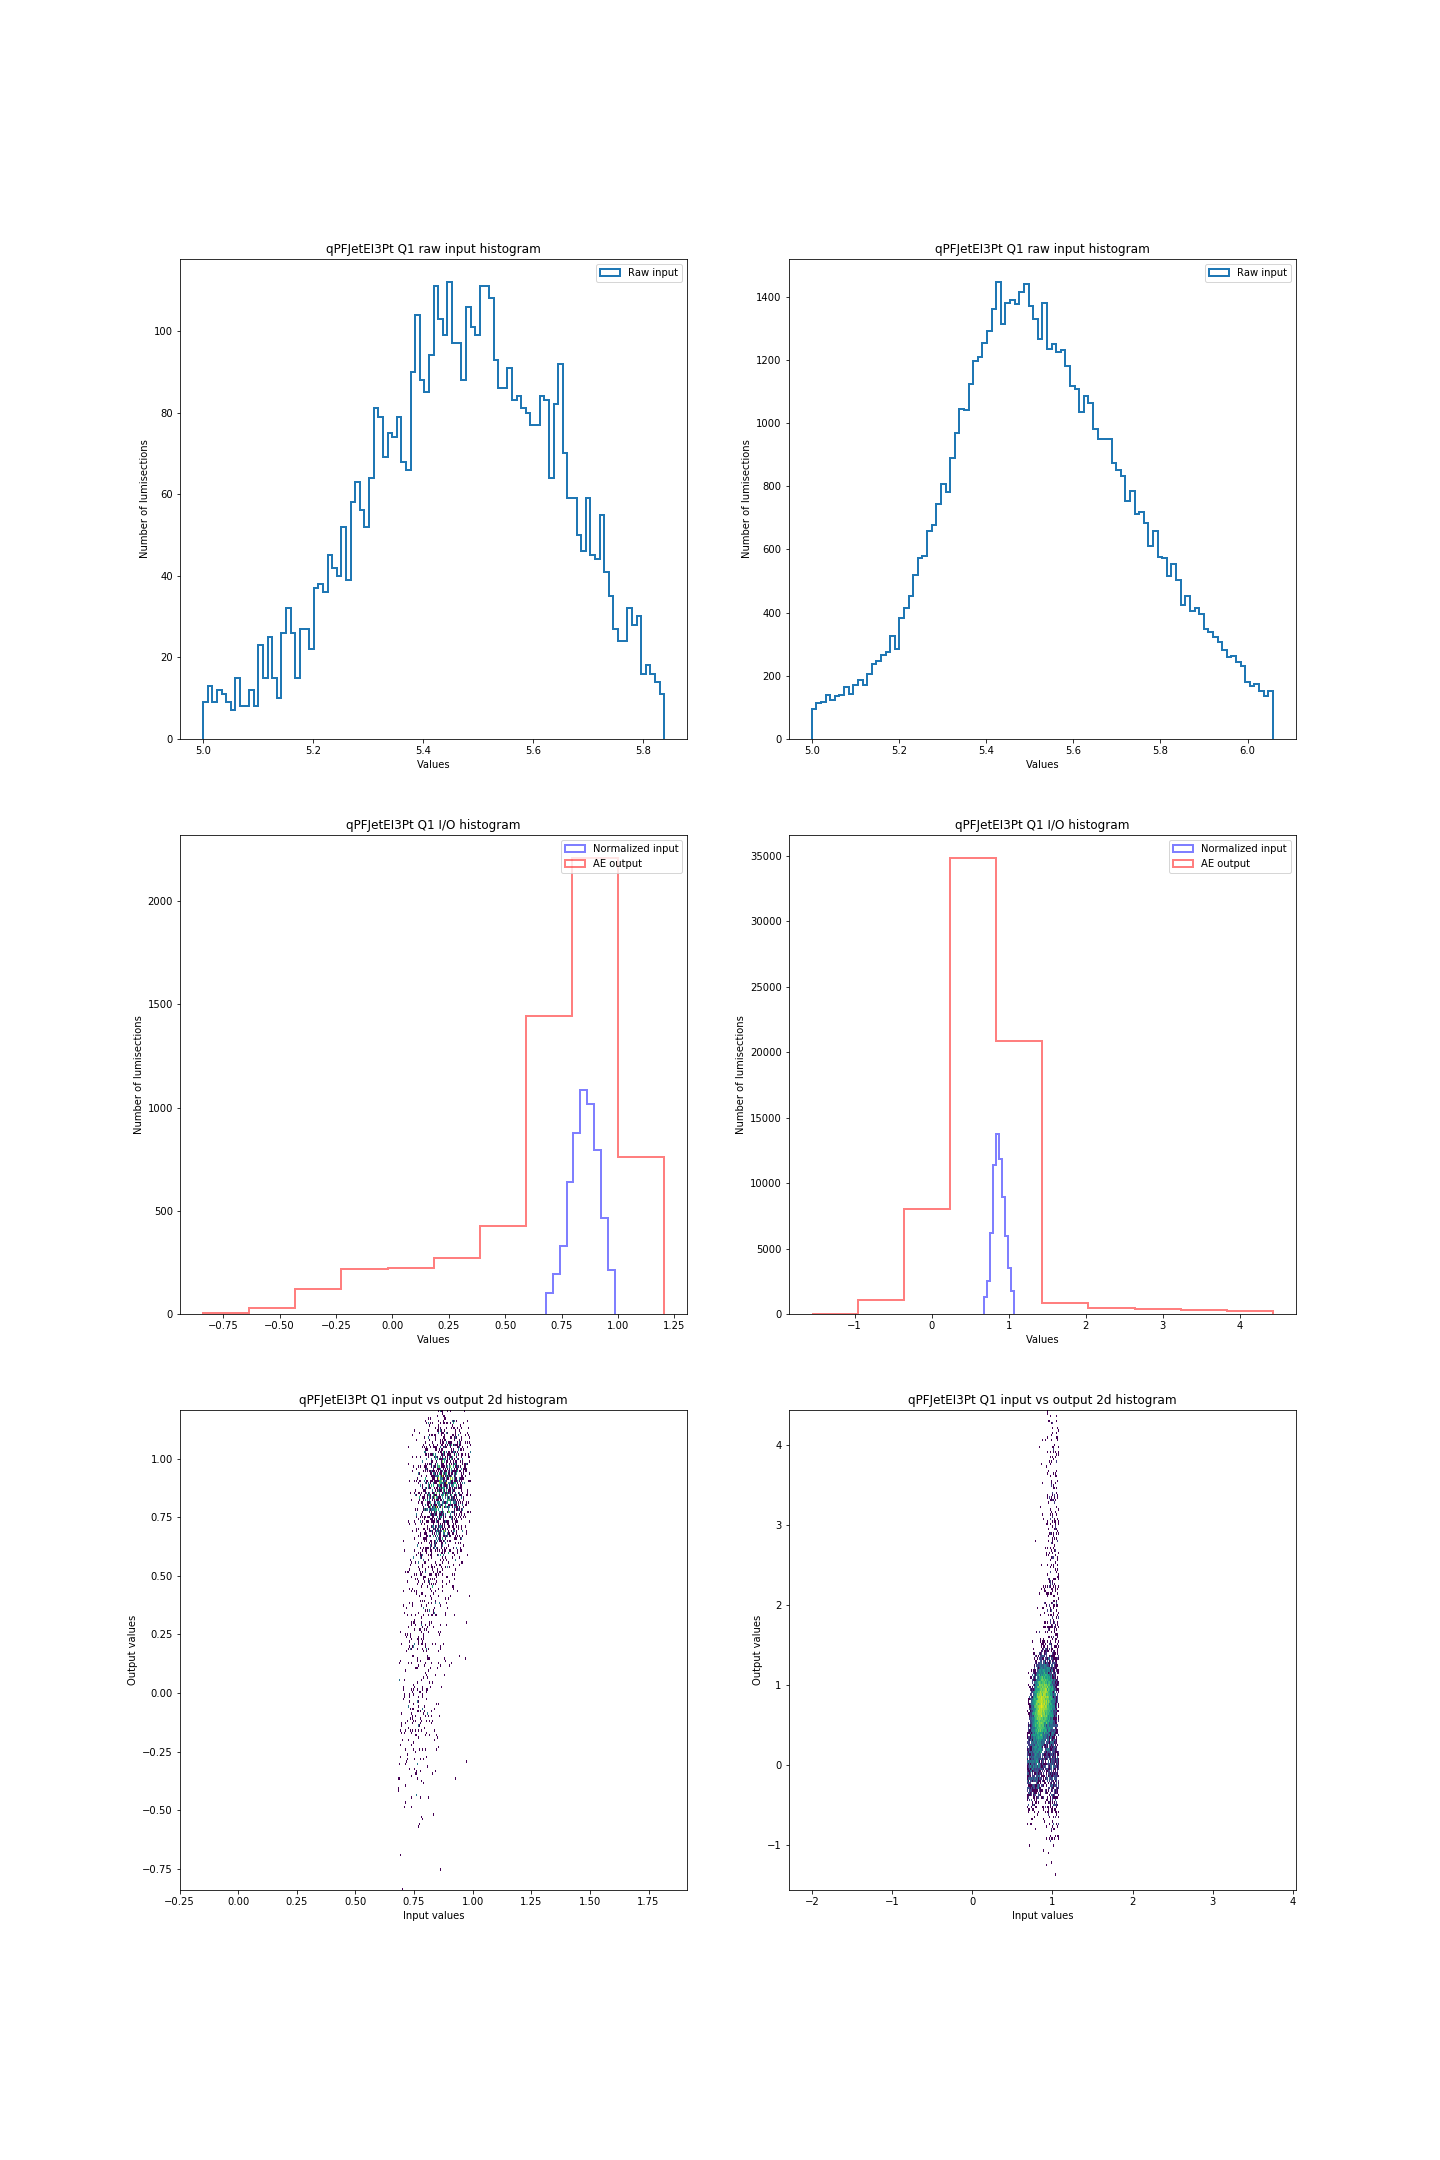 qPFJetEI3Pt Q1 raw input histogram
Raw input
Number of lumisections
100
80
60
40
20
0
5.0 5.2 5.4 5.6 5.8
Values
qPFJetEI3Pt Q1 raw input histogram
Raw input
Number of lumisections
1400
1200
1000
800
600
400
200
0
5.0 5.2 5.4 5.6 5.8 6.0
Values
qPFJetEI3Pt Q1 I/O histogram
Normalized input
AE output
Number of lumisections
2000
1500
1000
500
0
−0.75 −0.50 −0.25 0.00 0.25 0.50 0.75 1.00 1.25
Values
qPFJetEI3Pt Q1 I/O histogram
Normalized input
AE output
Number of lumisections
35000
30000
25000
20000
15000
10000
5000
0
−1 0 1 2 3 4
Values
qPFJetEI3Pt Q1 input vs output 2d histogram
Output values
1.00
0.75
0.50
0.25
0.00
−0.25
−0.50
−0.75
−0.25 0.00 0.25 0.50 0.75 1.00 1.25 1.50 1.75
Input values
qPFJetEI3Pt Q1 input vs output 2d histogram
Output values
4
3
2
1
0
−1
−2 −1 0 1 2 3 4
Input values